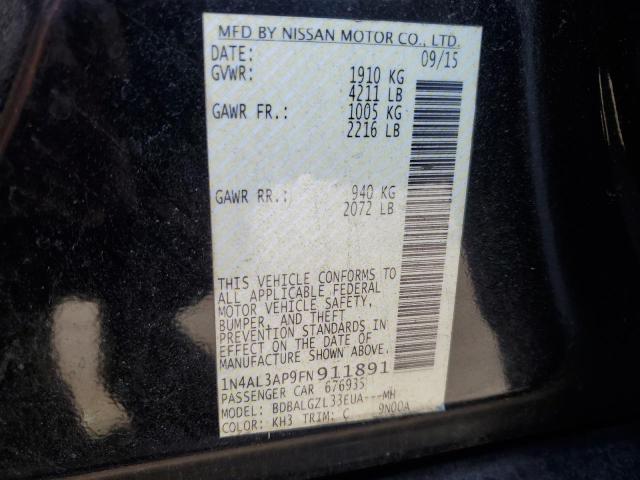 MFD BY NISSAN MOTOR CO., LTD.
DATE: 09/15
GVWR: 1910 KG
4211 LB
GAWR FR.: 1005 KG
2216 LB
GAWR RR.: 940 KG
2072 LB
THIS VEHICLE CONFORMS TO
ALL APPLICABLE FEDERAL
MOTOR VEHICLE SAFETY,
BUMPER, AND THEFT
PREVENTION STANDARDS IN
EFFECT ON THE DATE OF
MANUFACTURE SHOWN ABOVE.
1N4AL3AP9FN911891
PASSENGER CAR 676935
MODEL: BDBALGZL33EUA---MH
COLOR: KH3 TRIM: C 9N00A